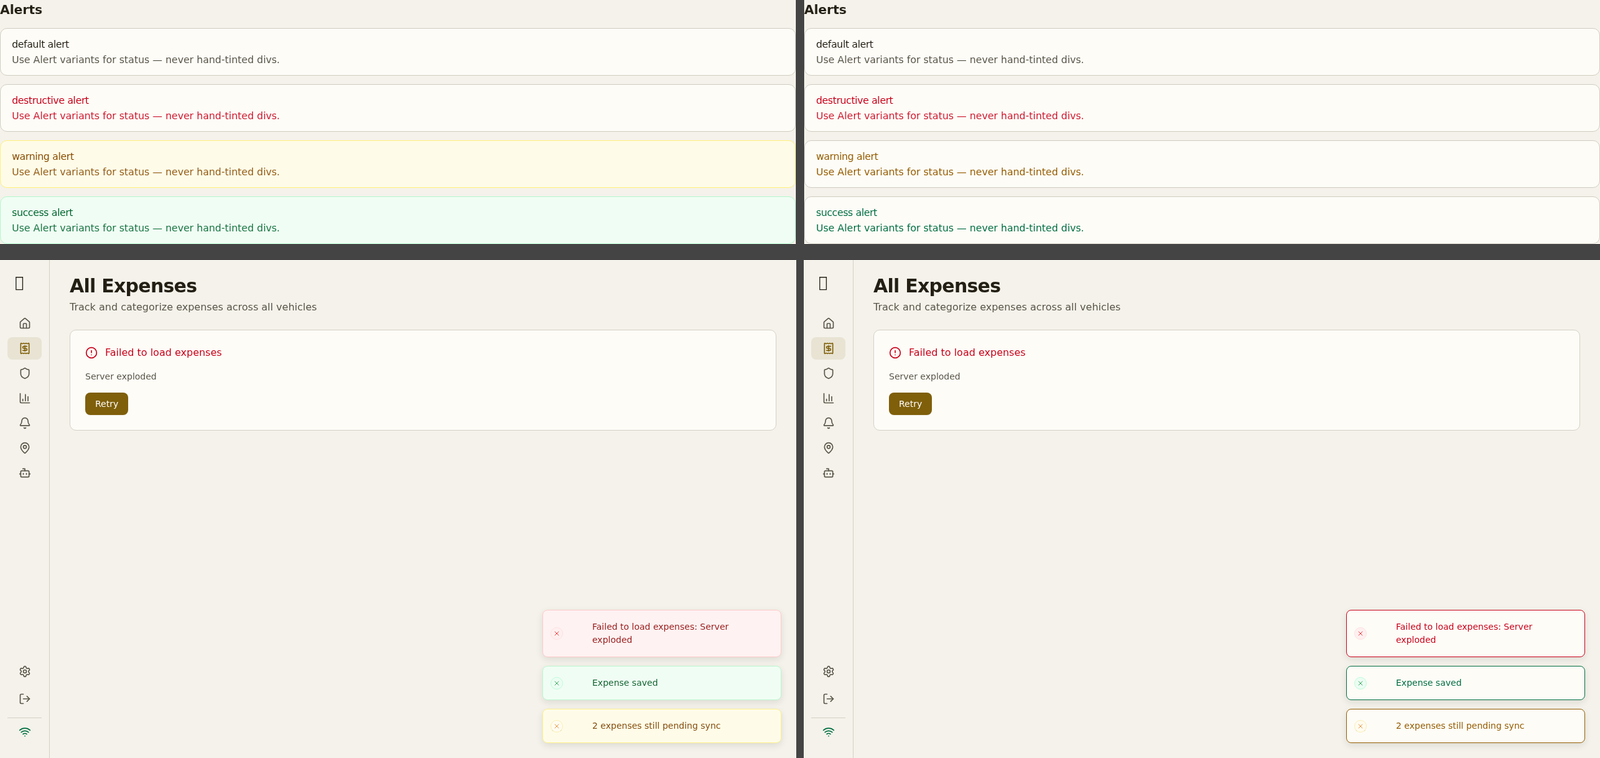 Alerts
default alert
Use Alert variants for status — never hand-tinted divs.
destructive alert
Use Alert variants for status — never hand-tinted divs.
warning alert
Use Alert variants for status — never hand-tinted divs.
success alert
Use Alert variants for status — never hand-tinted divs.
Alerts
default alert
Use Alert variants for status — never hand-tinted divs.
destructive alert
Use Alert variants for status — never hand-tinted divs.
warning alert
Use Alert variants for status — never hand-tinted divs.
success alert
Use Alert variants for status — never hand-tinted divs.
All Expenses
Track and categorize expenses across all vehicles
Failed to load expenses
Server exploded
Retry
Failed to load expenses: Server
exploded
Expense saved
2 expenses still pending sync
All Expenses
Track and categorize expenses across all vehicles
Failed to load expenses
Server exploded
Retry
Failed to load expenses: Server
exploded
Expense saved
2 expenses still pending sync